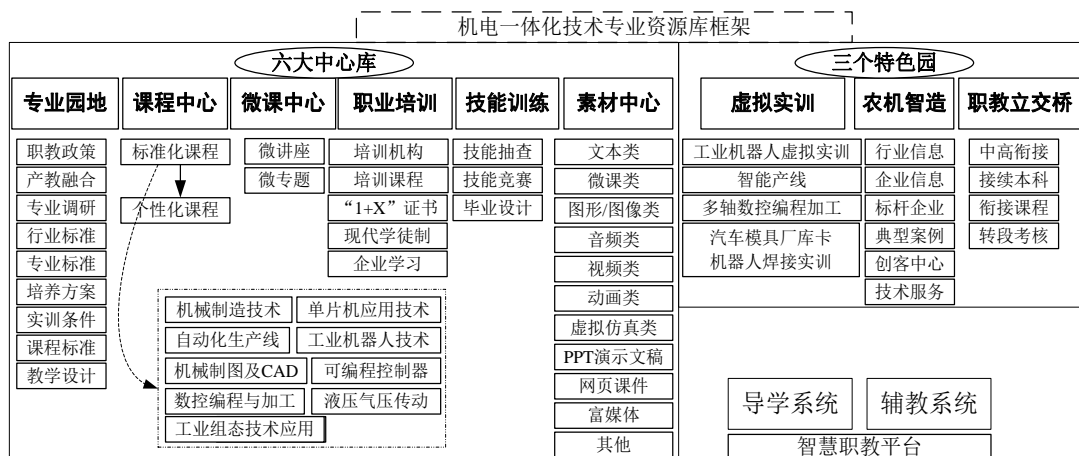 机电一体化技术专业资源库框架
六大中心库
专业园地
课程中心
微课中心
职业培训
技能训练
素材中心
职教政策
产教融合
专业调研
行业标准
专业标准
培养方案
实训条件
课程标准
教学设计
标准化课程
个性化课程
微讲座
微专题
培训机构
培训课程
“1+X”证书
现代学徒制
企业学习
技能抽查
技能竞赛
毕业设计
文本类
微课类
图形/图像类
音频类
视频类
动画类
虚拟仿真类
PPT演示文稿
网页课件
富媒体
其他
机械制造技术
单片机应用技术
自动化生产线
工业机器人技术
机械制图及CAD
可编程控制器
数控编程与加工
液压气压传动
工业组态技术应用
三个特色园
虚拟实训
农机智造
职教立交桥
工业机器人虚拟实训
智能产线
多轴数控编程加工
汽车模具厂库卡
机器人焊接实训
行业信息
企业信息
标杆企业
典型案例
创客中心
技术服务
中高衔接
接续本科
衔接课程
转段考核
导学系统
辅教系统
智慧职教平台